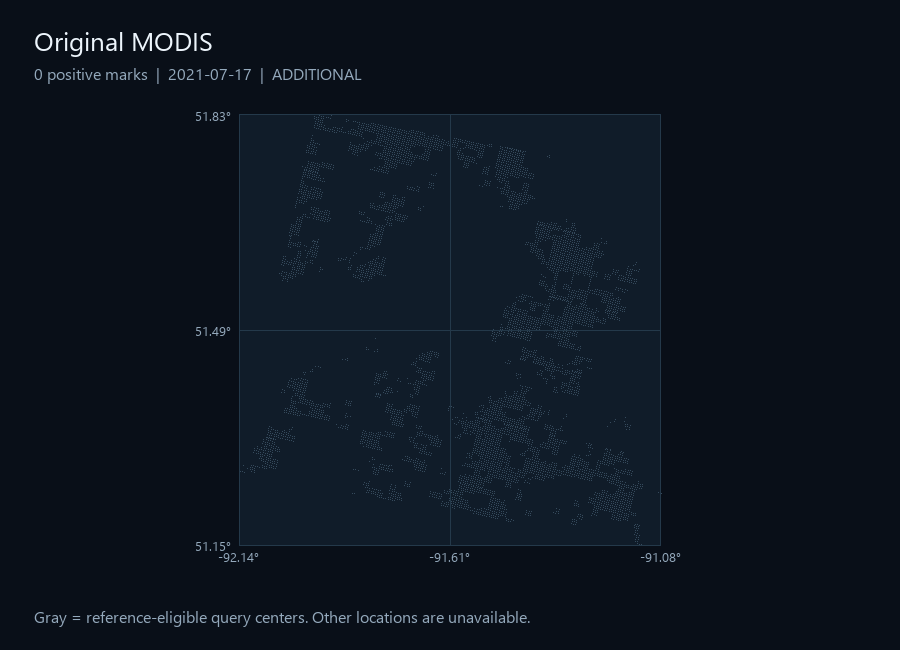 Original MODIS
0 positive marks | 2021-07-17 | ADDITIONAL
51.83°
51.49°
51.15°
-92.14° -91.61° -91.08°
Gray = reference-eligible query centers. Other locations are unavailable.